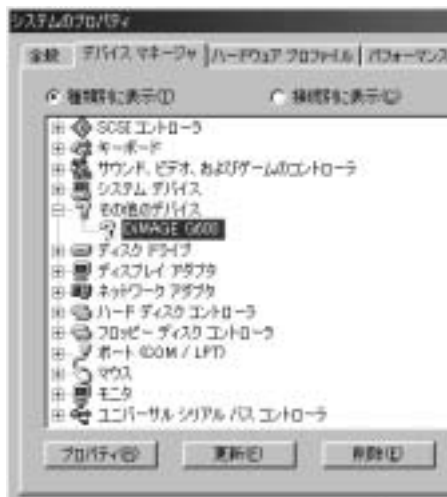 システムのプロパティ
全般 デバイス マネージャ ハードウェア プロファイル パフォーマンス
種類別に表示(T) 接続別に表示(C)
SCSI コントローラ
キーボード
サウンド、ビデオ、およびゲームのコントローラ
システム デバイス
その他のデバイス
DiMAGE G600
ディスク ドライブ
ディスプレイ アダプタ
ネットワーク アダプタ
ハード ディスク コントローラ
フロッピー ディスク コントローラ
ポート (COM / LPT)
マウス
モニタ
ユニバーサル シリアル バス コントローラ
プロパティ(R) 更新(F) 削除(E)